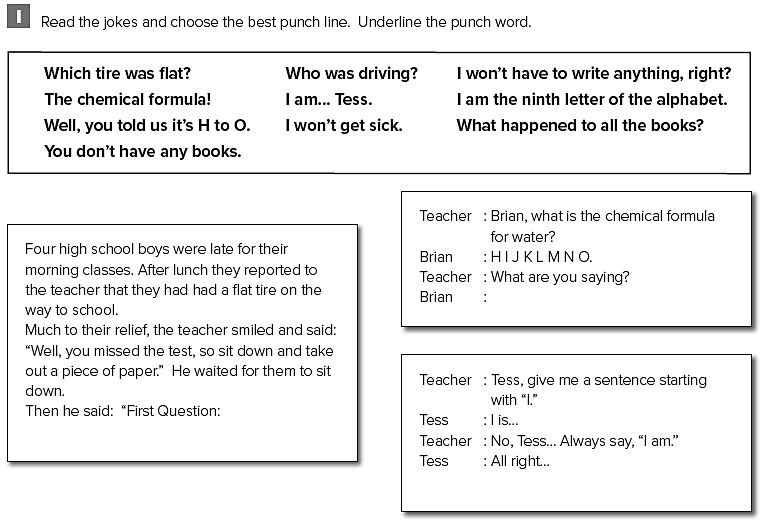 I Read the jokes and choose the best punch line. Underline the punch word.
Which tire was flat? Who was driving? I won't have to write anything, right?
The chemical formula! I am... Tess. I am the ninth letter of the alphabet.
Well, you told us it's H to O. I won't get sick. What happened to all the books?
You don't have any books.
Four high school boys were late for their
morning classes. After lunch they reported to
the teacher that they had had a flat tire on the
way to school.
Much to their relief, the teacher smiled and said:
“Well, you missed the test, so sit down and take
out a piece of paper.” He waited for them to sit
down.
Then he said: “First Question:
Teacher : Brian, what is the chemical formula
for water?
Brian : H I J K L M N O.
Teacher : What are you saying?
Brian :
Teacher : Tess, give me a sentence starting
with “I.”
Tess : I is...
Teacher : No, Tess... Always say, “I am.”
Tess : All right...